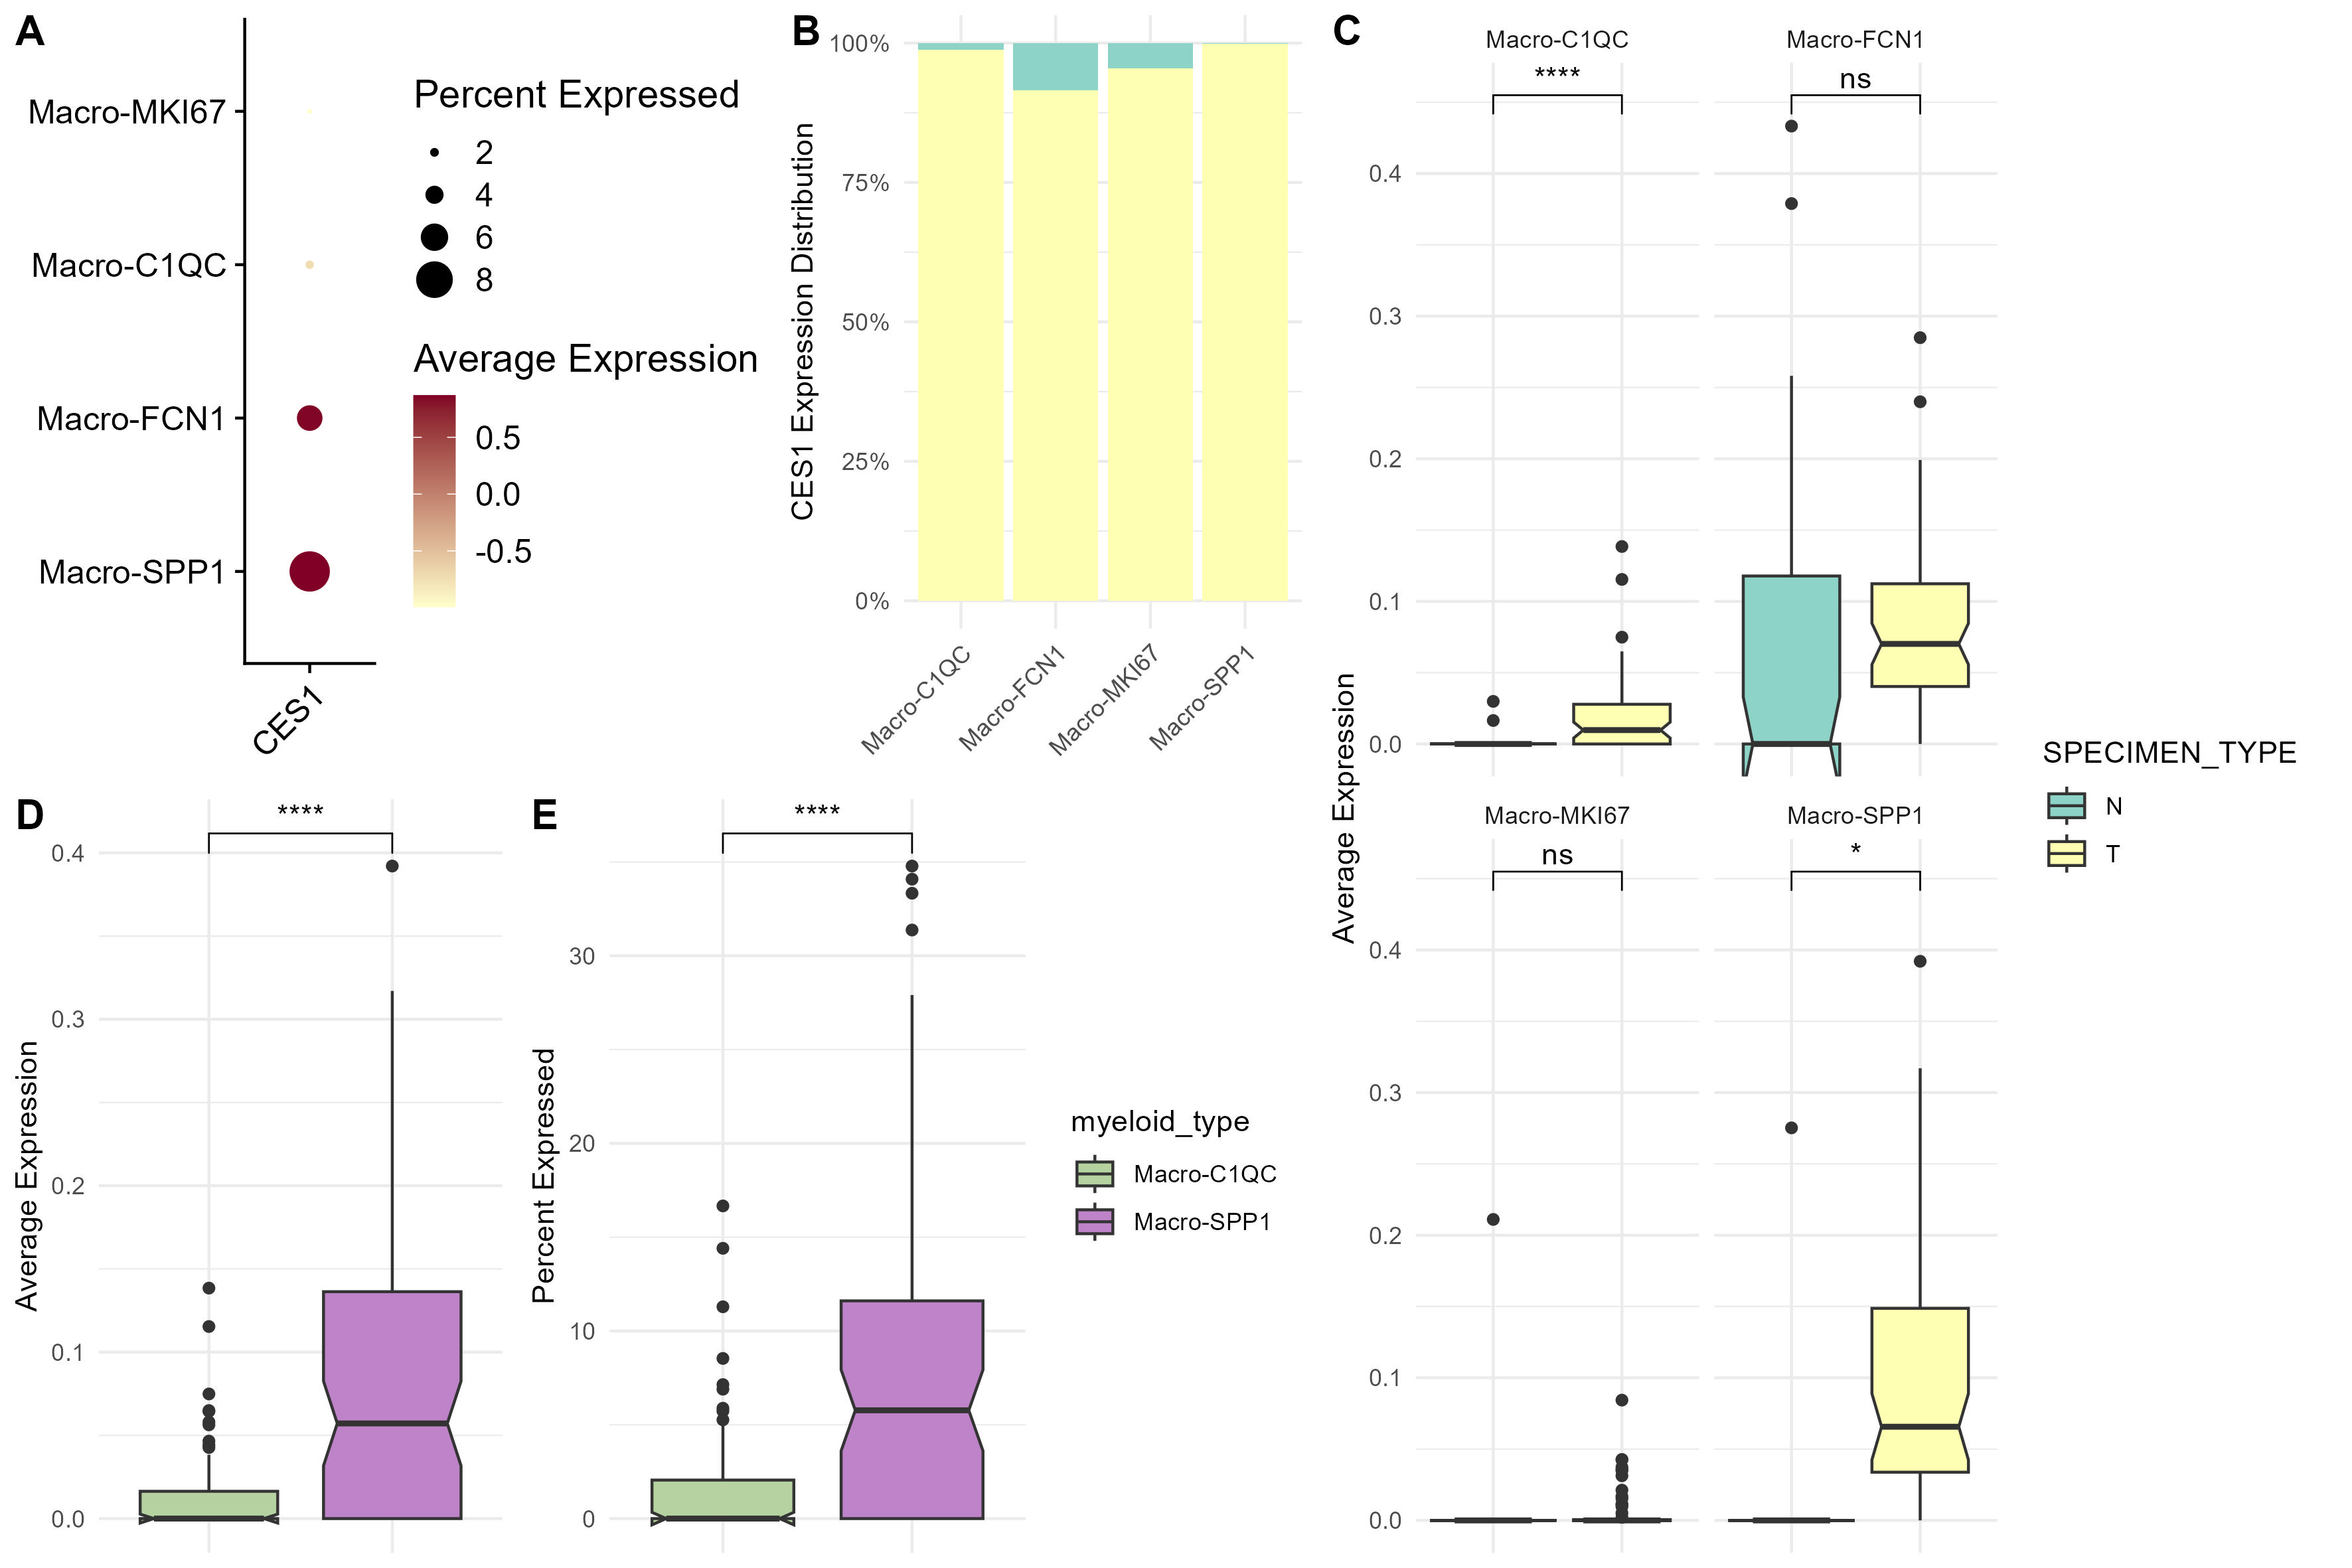 A
Macro-MKI67
Macro-C1QC
Macro-FCN1
Macro-SPP1
CES1
Percent Expressed
2
4
6
8
Average Expression
0.5
0.0
-0.5
B
CES1 Expression Distribution
100%
75%
50%
25%
0%
Macro-C1QC
Macro-FCN1
Macro-MKI67
Macro-SPP1
C
Average Expression
Macro-C1QC
****
Macro-FCN1
ns
0.4
0.3
0.2
0.1
0.0
Macro-MKI67
ns
Macro-SPP1
*
0.4
0.3
0.2
0.1
0.0
SPECIMEN_TYPE
N
T
D
****
Average Expression
0.4
0.3
0.2
0.1
0.0
E
****
Percent Expressed
30
20
10
0
myeloid_type
Macro-C1QC
Macro-SPP1